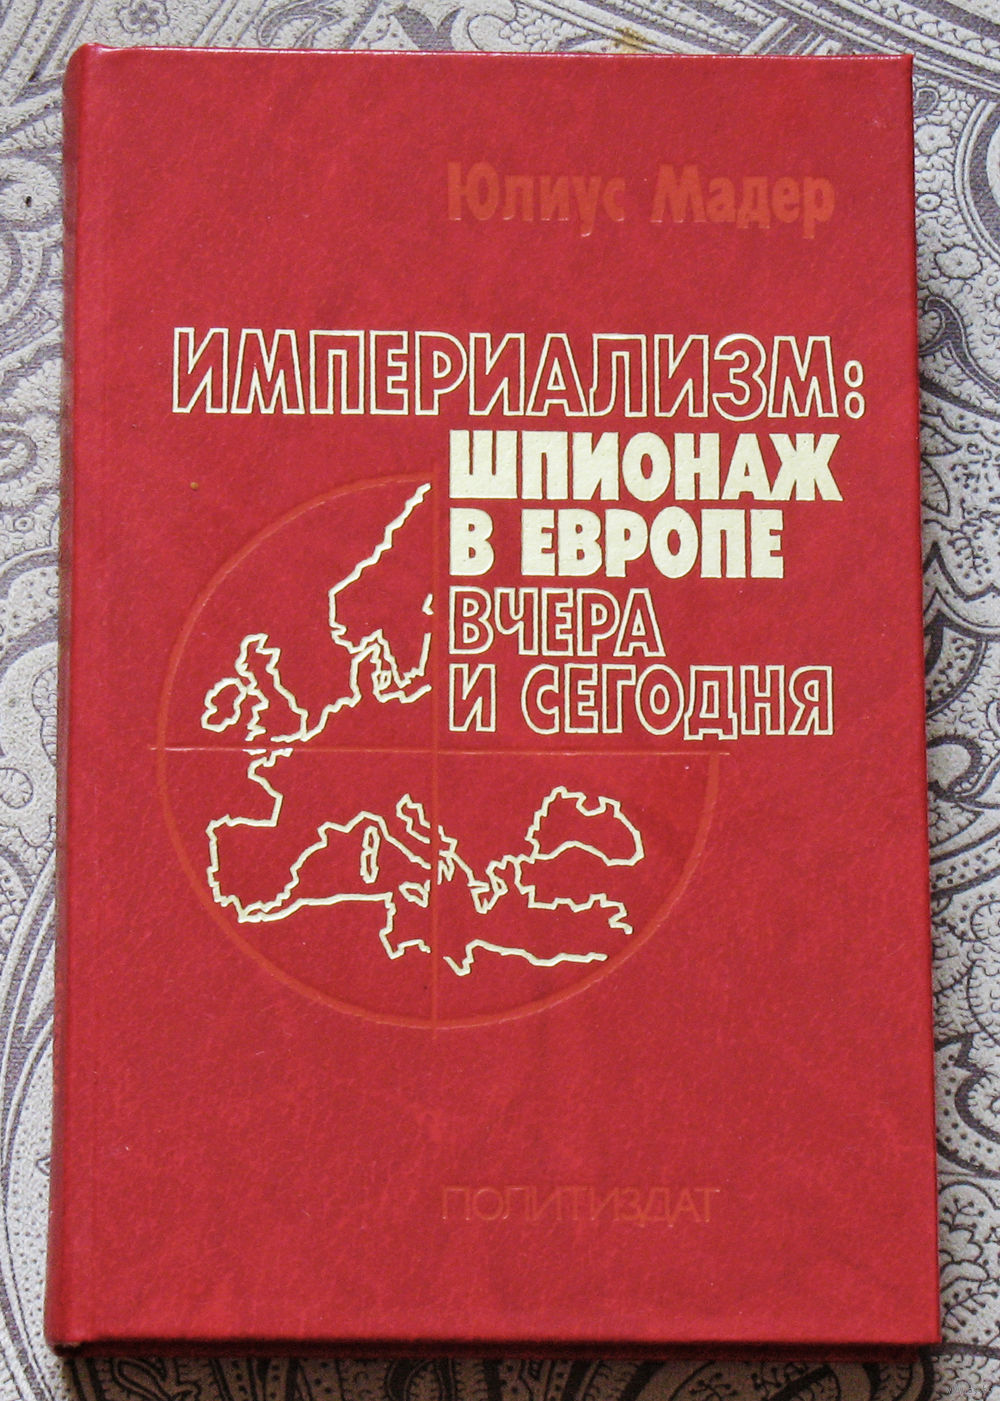 Юлиус Мадер
ИМПЕРИАЛИЗМ:
ШПИОНАЖ
В ЕВРОПЕ
ВЧЕРА
И СЕГОДНЯ
ПОЛИТИЗДАТ